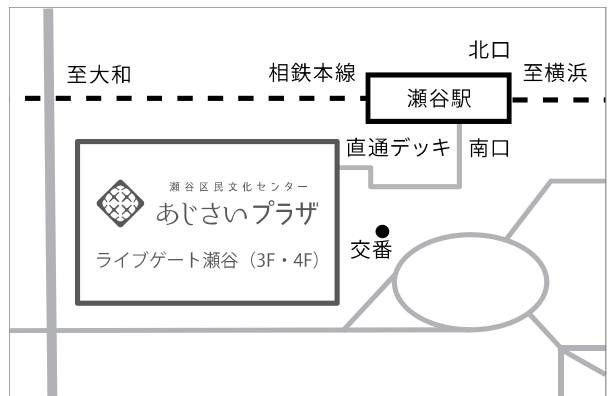 北口
至大和
相鉄本線
至横浜
瀬谷駅
直通デッキ
南口
瀬谷区民文化センター
あじさいプラザ
ライブゲート瀬谷（3F・4F）
交番